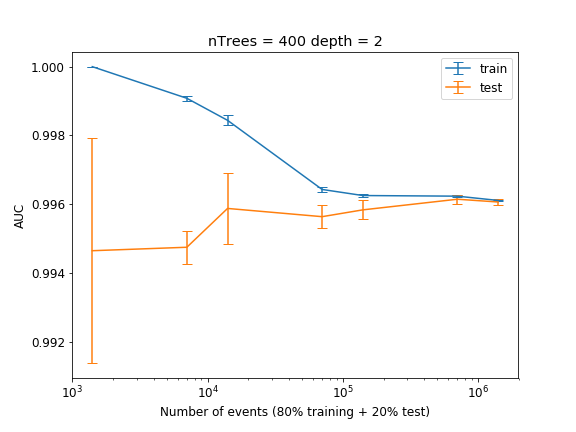 nTrees = 400 depth = 2
train
test
AUC
1.000
0.998
0.996
0.994
0.992
10³ 10⁴ 10⁵ 10⁶
Number of events (80% training + 20% test)